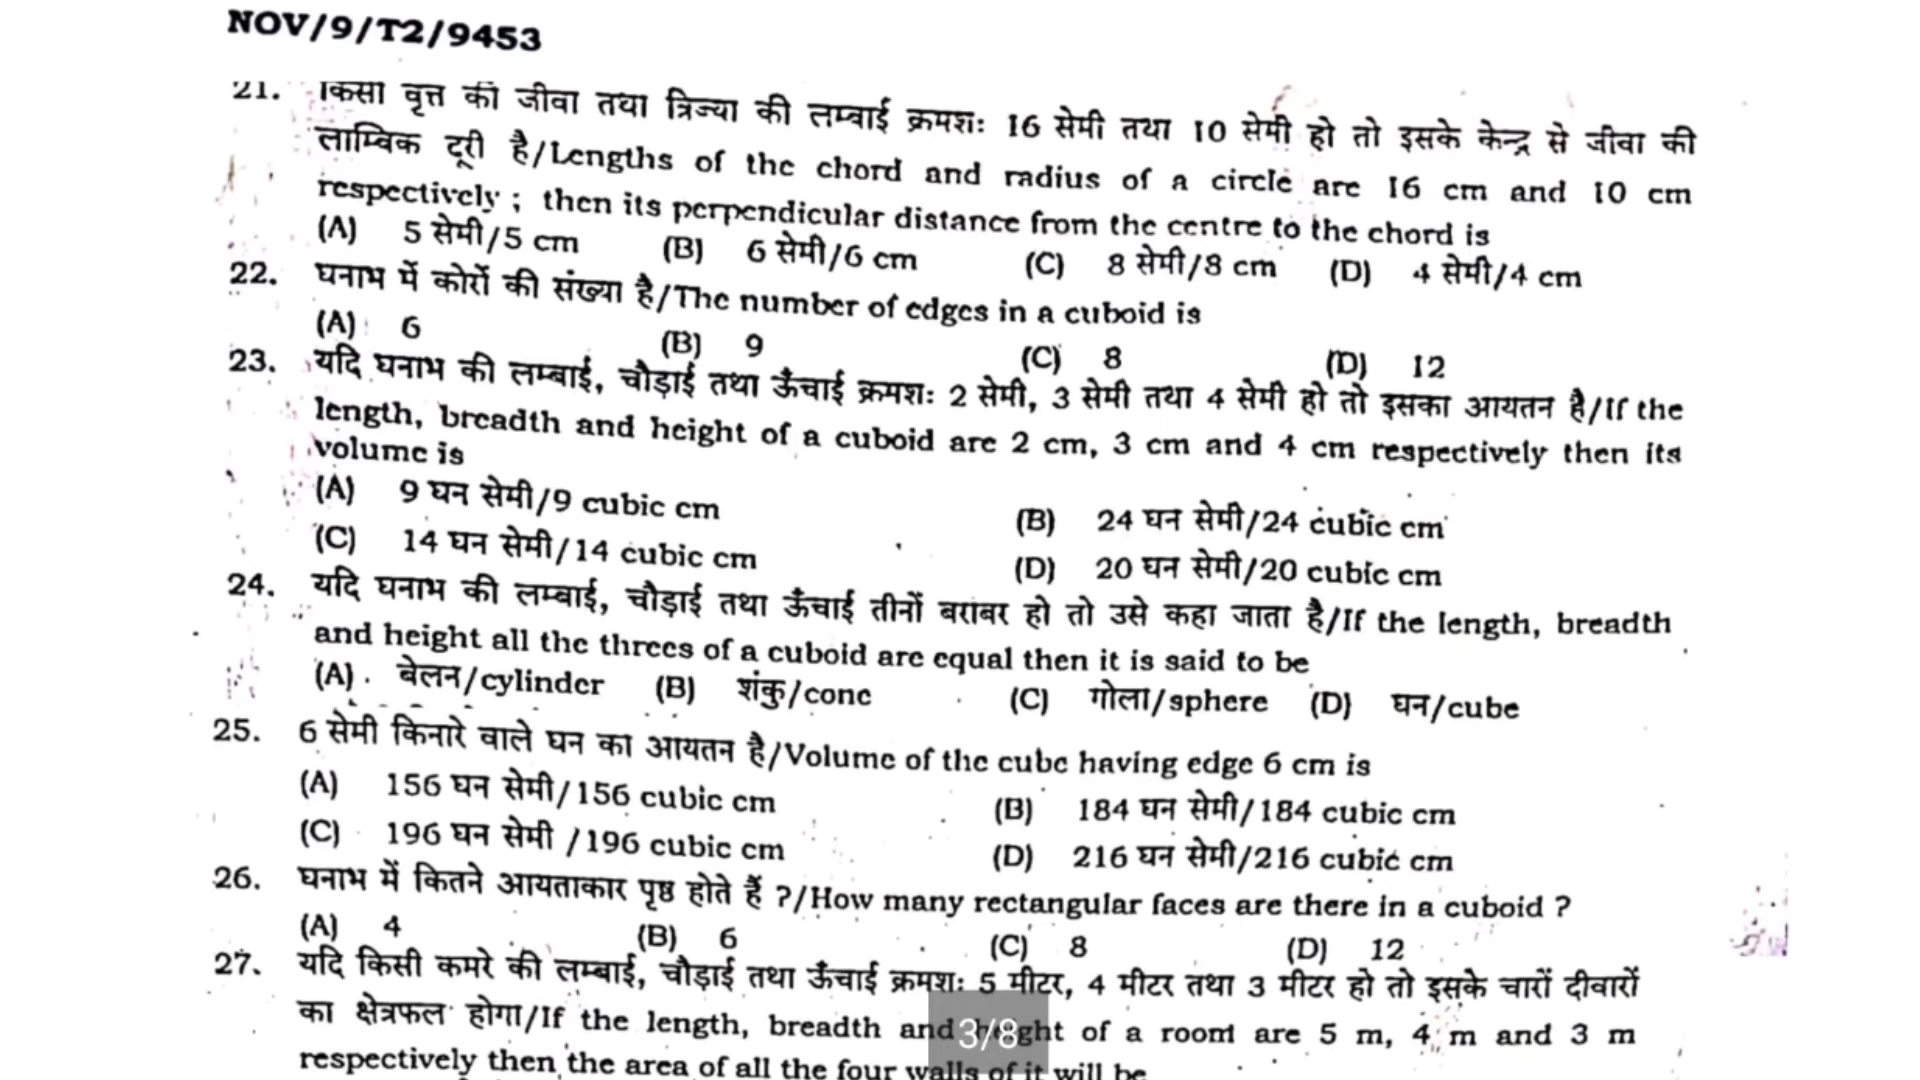 NOV/9/T2/9453
21. किसी वृत्त की जीवा तथा त्रिज्या की लम्बाई क्रमशः 16 सेमी तथा 10 सेमी हो तो इसके केन्द्र से जीवा की
लाम्बिक दूरी है/Lengths of the chord and radius of a circle are 16 cm and 10 cm
respectively ; then its perpendicular distance from the centre to the chord is
(A) 5 सेमी/5 cm (B) 6 सेमी/6 cm (C) 8 सेमी/8 cm (D) 4 सेमी/4 cm
22. घनाभ में कोरों की संख्या है/The number of edges in a cuboid is
(A) 6 (B) 9 (C) 8 (D) 12
23. यदि घनाभ की लम्बाई, चौड़ाई तथा ऊँचाई क्रमशः 2 सेमी, 3 सेमी तथा 4 सेमी हो तो इसका आयतन है/If the
length, breadth and height of a cuboid are 2 cm, 3 cm and 4 cm respectively then its
volume is
(A) 9 घन सेमी/9 cubic cm (B) 24 घन सेमी/24 cubic cm
(C) 14 घन सेमी/14 cubic cm (D) 20 घन सेमी/20 cubic cm
24. यदि घनाभ की लम्बाई, चौड़ाई तथा ऊँचाई तीनों बराबर हो तो उसे कहा जाता है/If the length, breadth
and height all the threes of a cuboid are equal then it is said to be
(A) बेलन/cylinder (B) शंकु/cone (C) गोला/sphere (D) घन/cube
25. 6 सेमी किनारे वाले घन का आयतन है/Volume of the cube having edge 6 cm is
(A) 156 घन सेमी/156 cubic cm (B) 184 घन सेमी/184 cubic cm
(C) 196 घन सेमी /196 cubic cm (D) 216 घन सेमी/216 cubic cm
26. घनाभ में कितने आयताकार पृष्ठ होते हैं ?/How many rectangular faces are there in a cuboid ?
(A) 4 (B) 6 (C) 8 (D) 12
27. यदि किसी कमरे की लम्बाई, चौड़ाई तथा ऊँचाई क्रमशः 5 मीटर, 4 मीटर तथा 3 मीटर हो तो इसके चारों दीवारों
का क्षेत्रफल होगा/If the length, breadth and height of a room are 5 m, 4 m and 3 m
3/8
respectively then the area of all the four walls of it will be